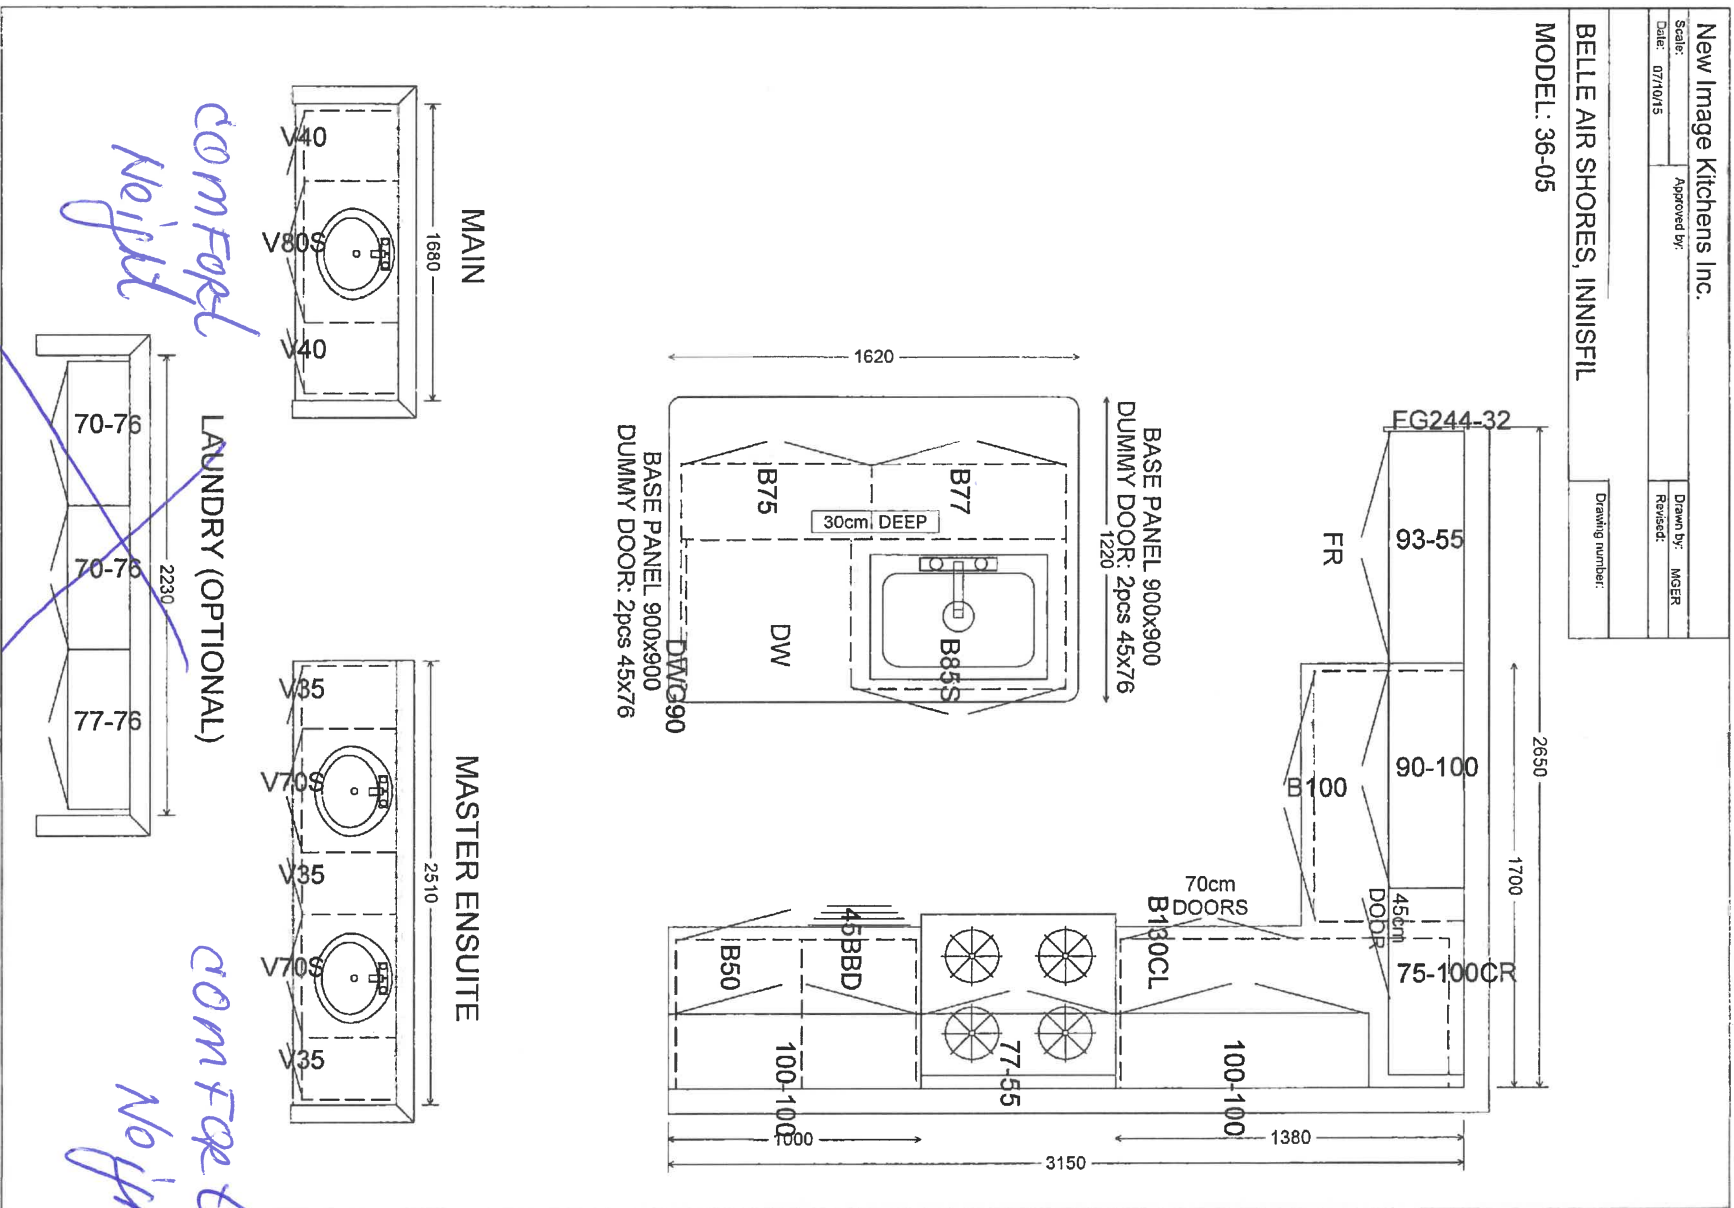 New Image Kitchens Inc.
Scale:
Approved by:
Drawn by: MGER
Date: 07/10/15
Revised:
BELLE AIR SHORES, INNISFIL
Drawing number:
MODEL: 36-05
FG244-32
93-55
FR
90-100
B100
2650
1700
45cm
DOOR
75-100CR
70cm
DOORS
B130CL
100-100
77-55
45BBD
B50
100-100
1000
1380
3150
1620
1220
BASE PANEL 900x900
DUMMY DOOR: 2pcs 45x76
B77
B75
30cm DEEP
B85S
DW
DWG90
BASE PANEL 900x900
DUMMY DOOR: 2pcs 45x76
MAIN
1680
V40
V80S
V40
comfort
Height
MASTER ENSUITE
2510
V35
V70S
V35
V70S
V35
comfort
LAUNDRY (OPTIONAL)
2230
70-76
70-76
77-76